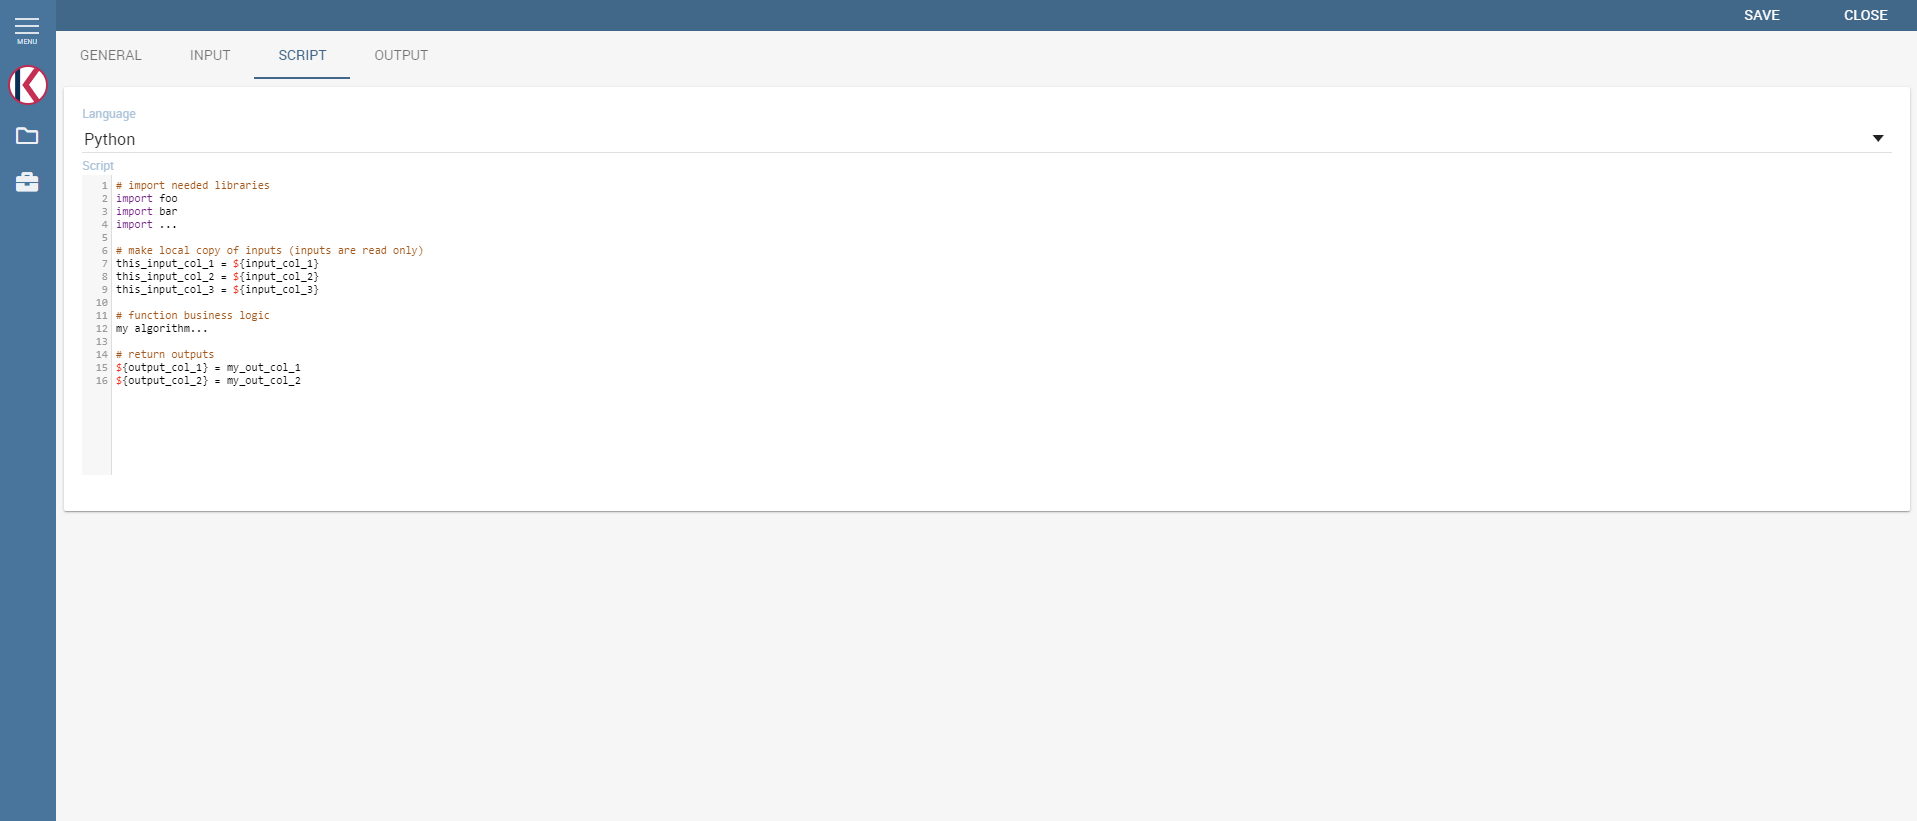 SAVE CLOSE
MENU
GENERAL INPUT SCRIPT OUTPUT
Language
Python
Script
1 # import needed libraries
2 import foo
3 import bar
4 import ...
5
6 # make local copy of inputs (inputs are read only)
7 this_input_col_1 = ${input_col_1}
8 this_input_col_2 = ${input_col_2}
9 this_input_col_3 = ${input_col_3}
10
11 # function business logic
12 my algorithm...
13
14 # return outputs
15 ${output_col_1} = my_out_col_1
16 ${output_col_2} = my_out_col_2